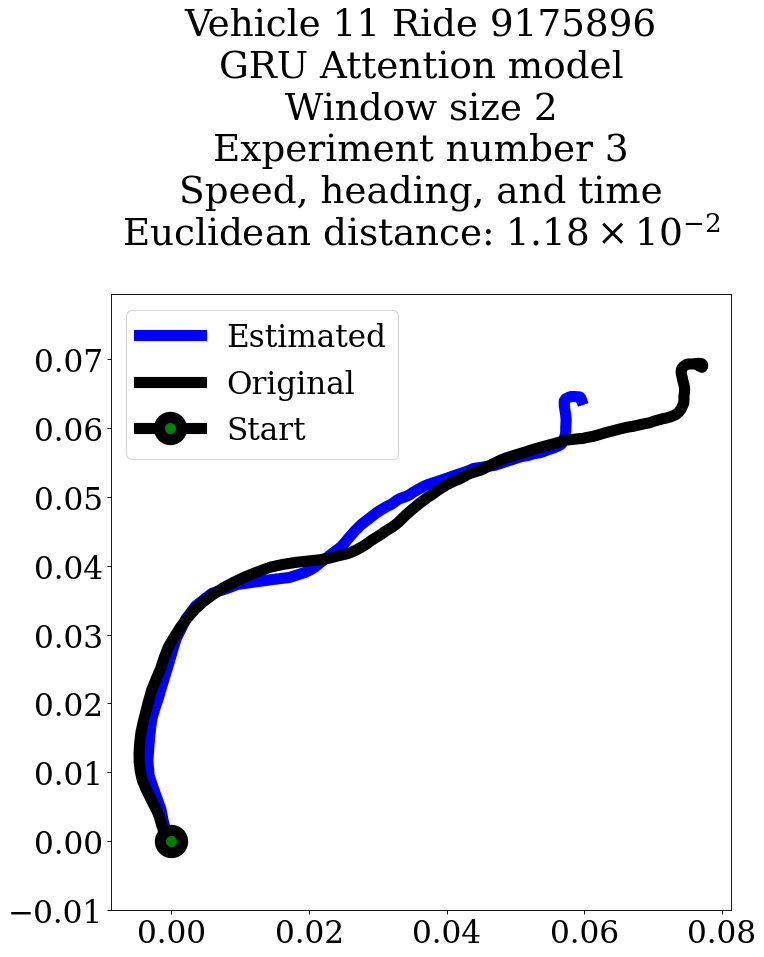 Vehicle 11 Ride 9175896
GRU Attention model
Window size 2
Experiment number 3
Speed, heading, and time
Euclidean distance: 1.18 × 10⁻²
Estimated
Original
Start
0.07
0.06
0.05
0.04
0.03
0.02
0.01
0.00
−0.01
0.00 0.02 0.04 0.06 0.08